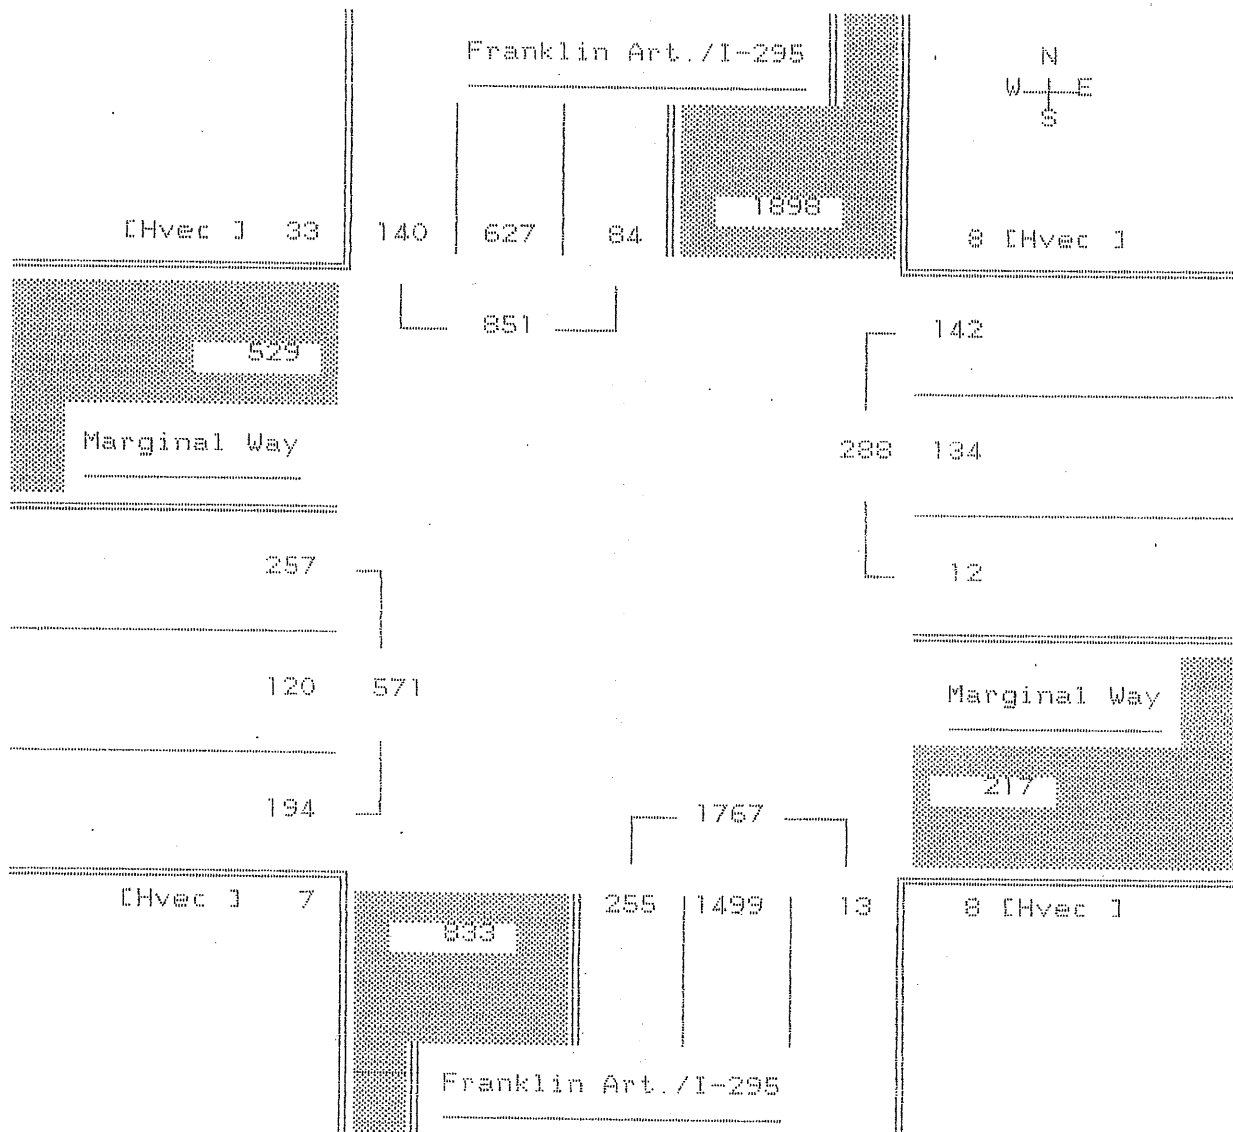 Franklin Art./I-295
N
W E
S
1898
[Hvec ] 33 140 627 84
8 [Hvec ]
851
142
529
Marginal Way
288 134
257
12
120 571
Marginal Way
217
194
1767
[Hvec ] 7
255 1499 13
8 [Hvec ]
833
Franklin Art./I-295